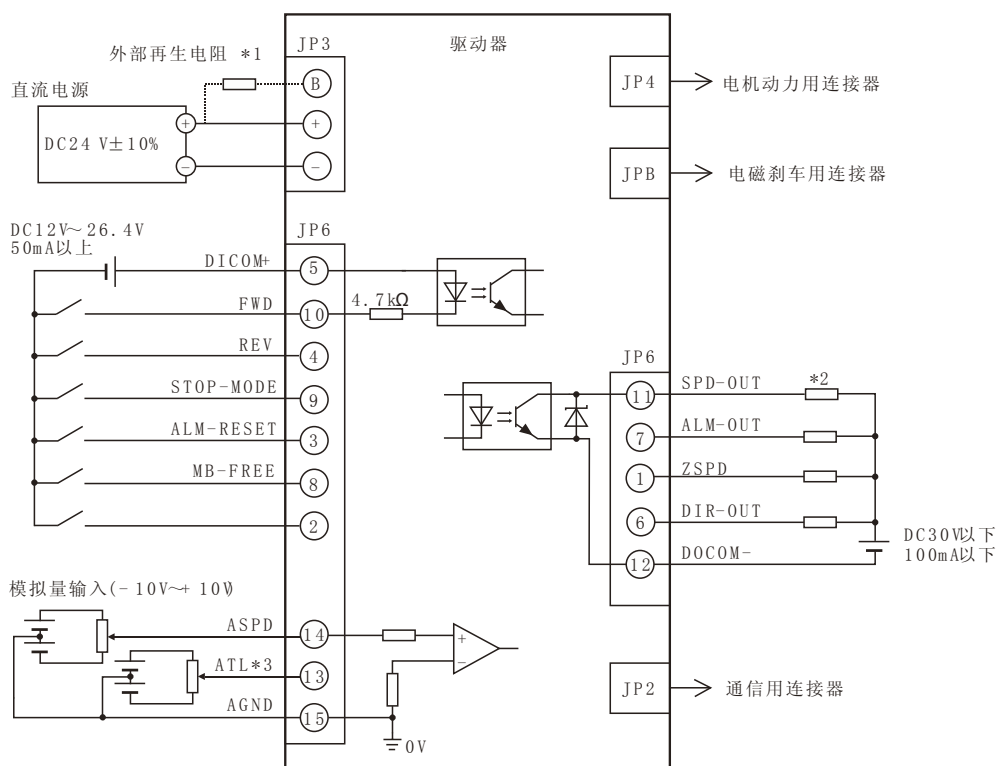 驱动器
外部再生电阻 *1
JP3
直流电源
B
+
+
DC24 V±10%
−
−
JP4
电机动力用连接器
JPB
电磁刹车用连接器
DC12V~26.4V
50mA以上
JP6
DICOM+
5
FWD
10
4.7kΩ
REV
4
STOP-MODE
9
ALM-RESET
3
MB-FREE
8
2
JP6
11
SPD-OUT
*2
7
ALM-OUT
1
ZSPD
6
DIR-OUT
12
DOCOM-
DC30V以下
100mA以下
模拟量输入(-10V~+10V)
ASPD
14
+
−
ATL*3
13
AGND
15
0V
JP2
通信用连接器